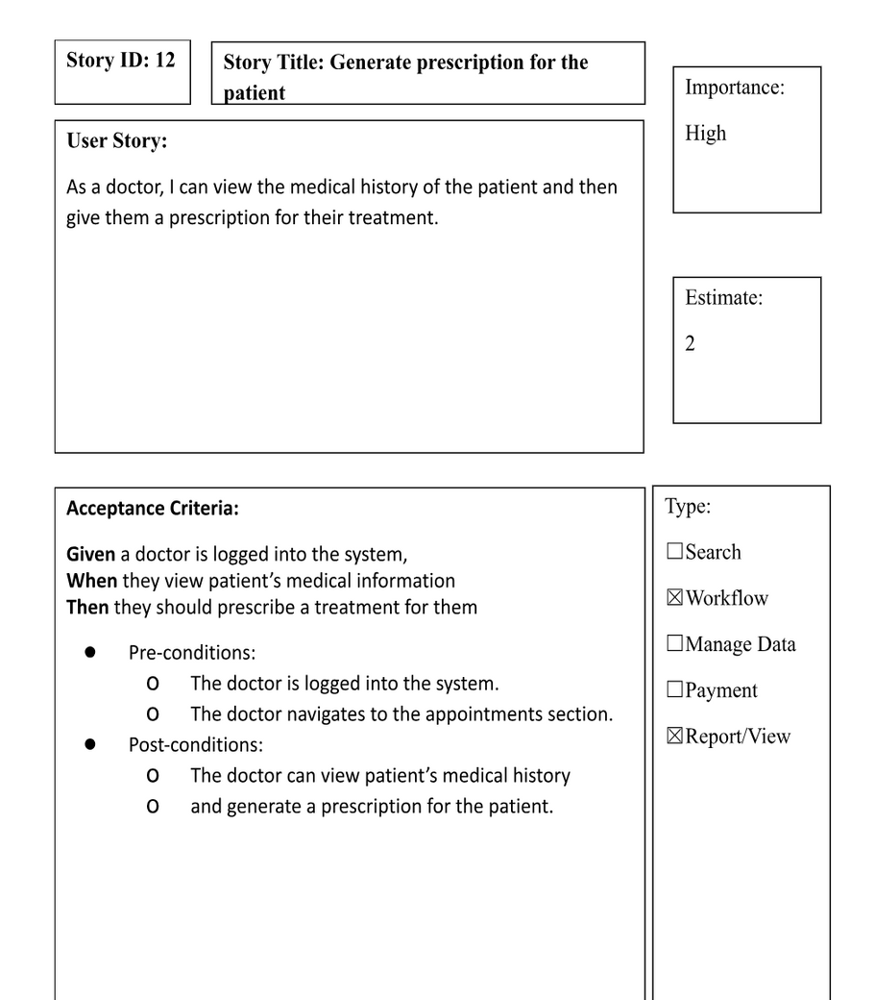 Story ID: 12
Story Title: Generate prescription for the
patient
Importance:
High
User Story:
As a doctor, I can view the medical history of the patient and then
give them a prescription for their treatment.
Estimate:
2
Acceptance Criteria:
Given a doctor is logged into the system,
When they view patient’s medical information
Then they should prescribe a treatment for them
● Pre-conditions:
o The doctor is logged into the system.
o The doctor navigates to the appointments section.
● Post-conditions:
o The doctor can view patient’s medical history
o and generate a prescription for the patient.
Type:
☐Search
☒Workflow
☐Manage Data
☐Payment
☒Report/View